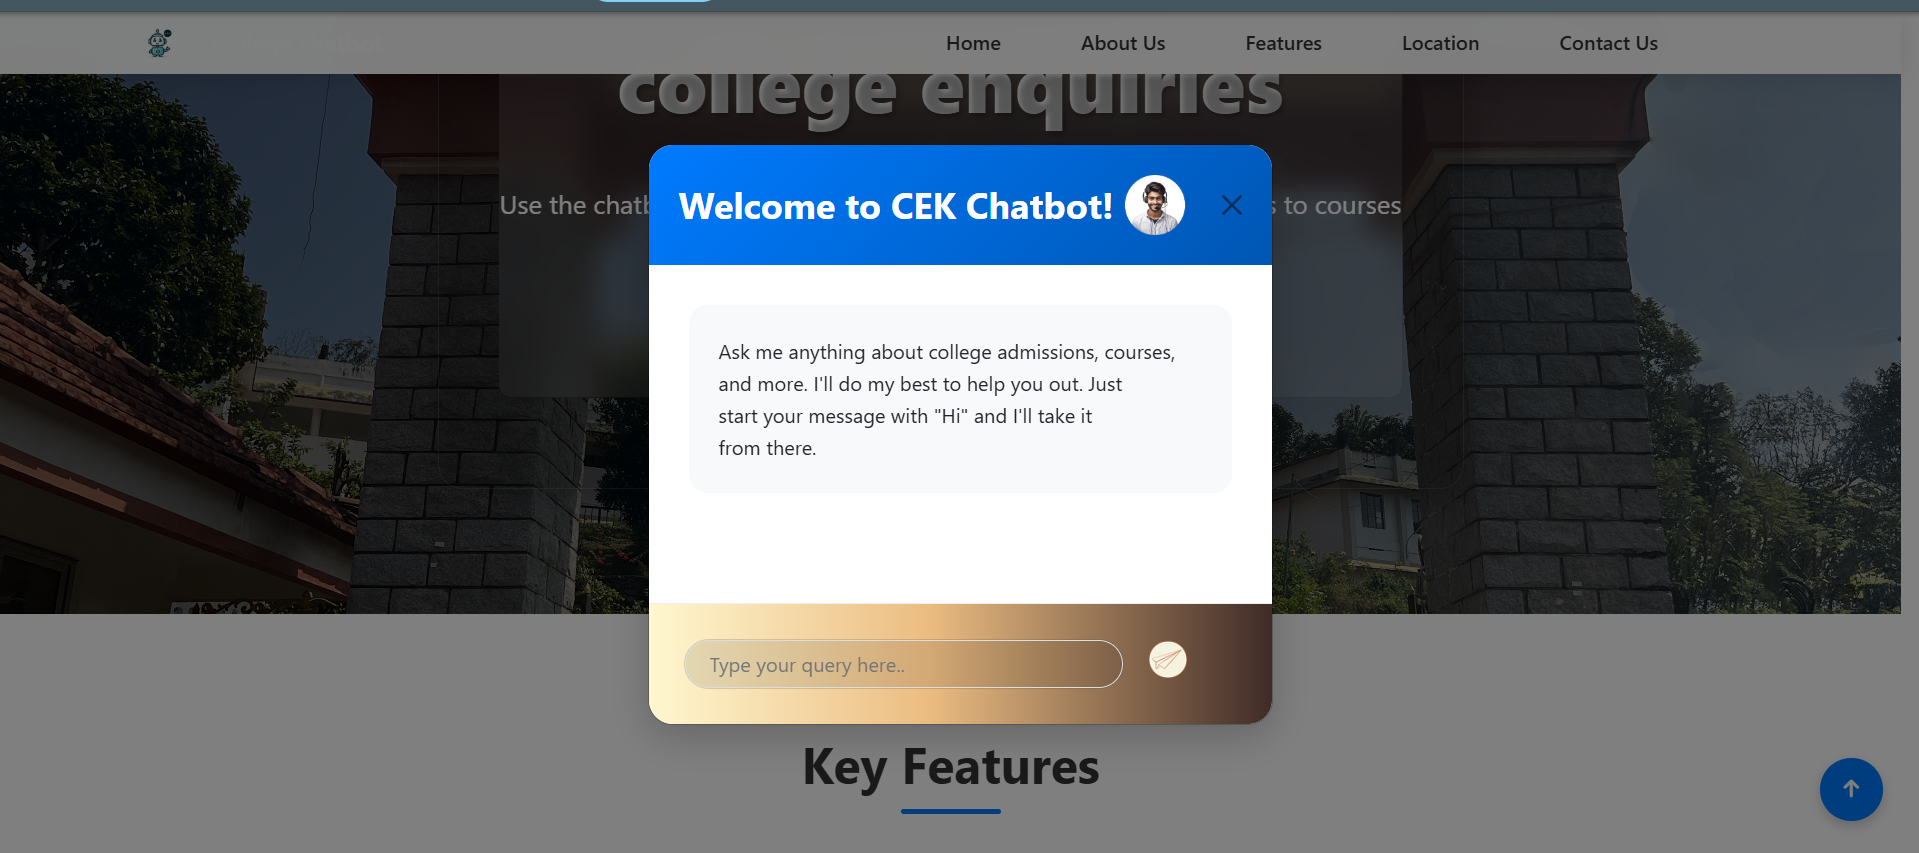 Home About Us Features Location Contact Us
college enquiries
Use the chatb
s to courses
Welcome to CEK Chatbot!
Ask me anything about college admissions, courses,
and more. I'll do my best to help you out. Just
start your message with "Hi" and I'll take it
from there.
Type your query here..
Key Features